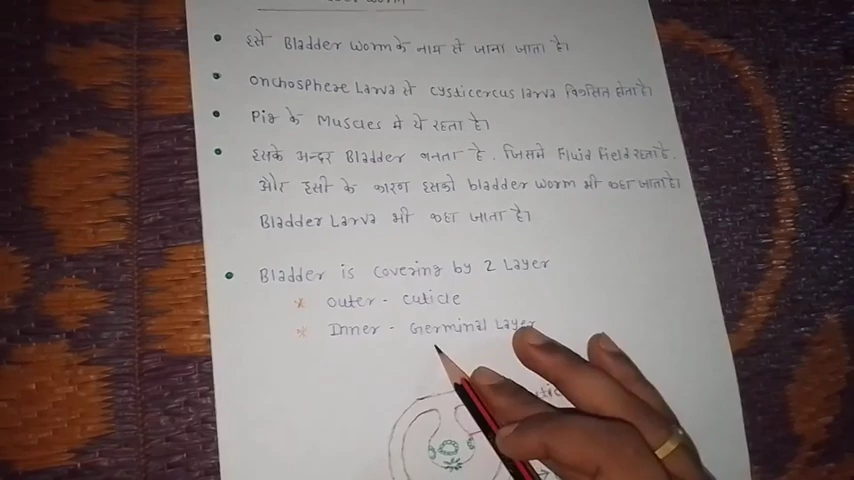 इसे Bladder worm के नाम से जाना जाता है।
Onchosphere Larva से cysticercus larva विकसित होता है।
Pig के Muscles मे ये रहता है।
इसके अन्दर Bladder बनता है. जिसमे Fluid Field रहता है.
और इसी के कारण इसको bladder worm भी कहा जाता है।
Bladder Larva भी कहा जाता है।
Bladder is covering by 2 Layer
* outer - cuticle
* Inner - Germinal Layer